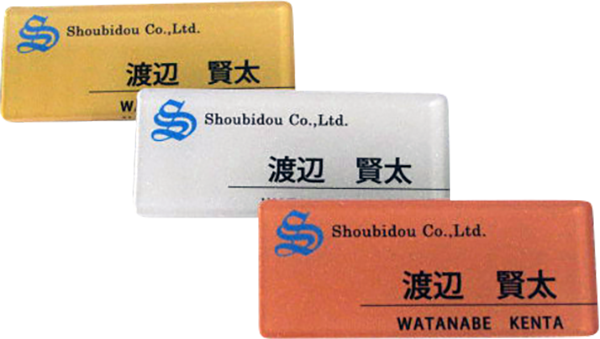 S Shoubidou Co.,Ltd.
渡辺 賢太
S Shoubidou Co.,Ltd.
渡辺 賢太
S Shoubidou Co.,Ltd.
渡辺 賢太
WATANABE KENTA